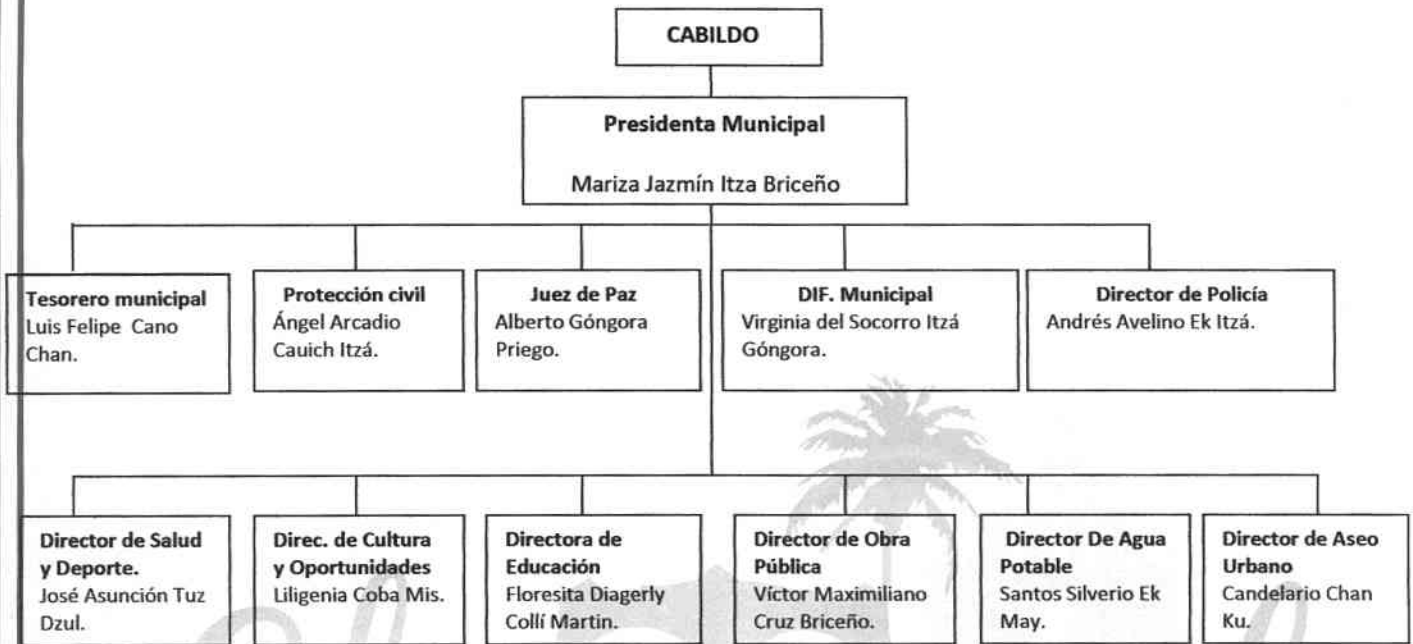 CABILDO
Presidenta Municipal
Mariza Jazmín Itza Briceño
Tesorero municipal
Luis Felipe Cano
Chan.
Protección civil
Ángel Arcadio
Cauich Itzá.
Juez de Paz
Alberto Góngora
Priego.
DIF. Municipal
Virginia del Socorro Itzá
Góngora.
Director de Policía
Andrés Avelino Ek Itzá.
Director de Salud
y Deporte.
José Asunción Tuz
Dzul.
Direc. de Cultura
y Oportunidades
Liligenia Coba Mis.
Directora de
Educación
Floresita Diagerly
Collí Martin.
Director de Obra
Pública
Víctor Maximiliano
Cruz Briceño.
Director De Agua
Potable
Santos Silverio Ek
May.
Director de Aseo
Urbano
Candelario Chan
Ku.